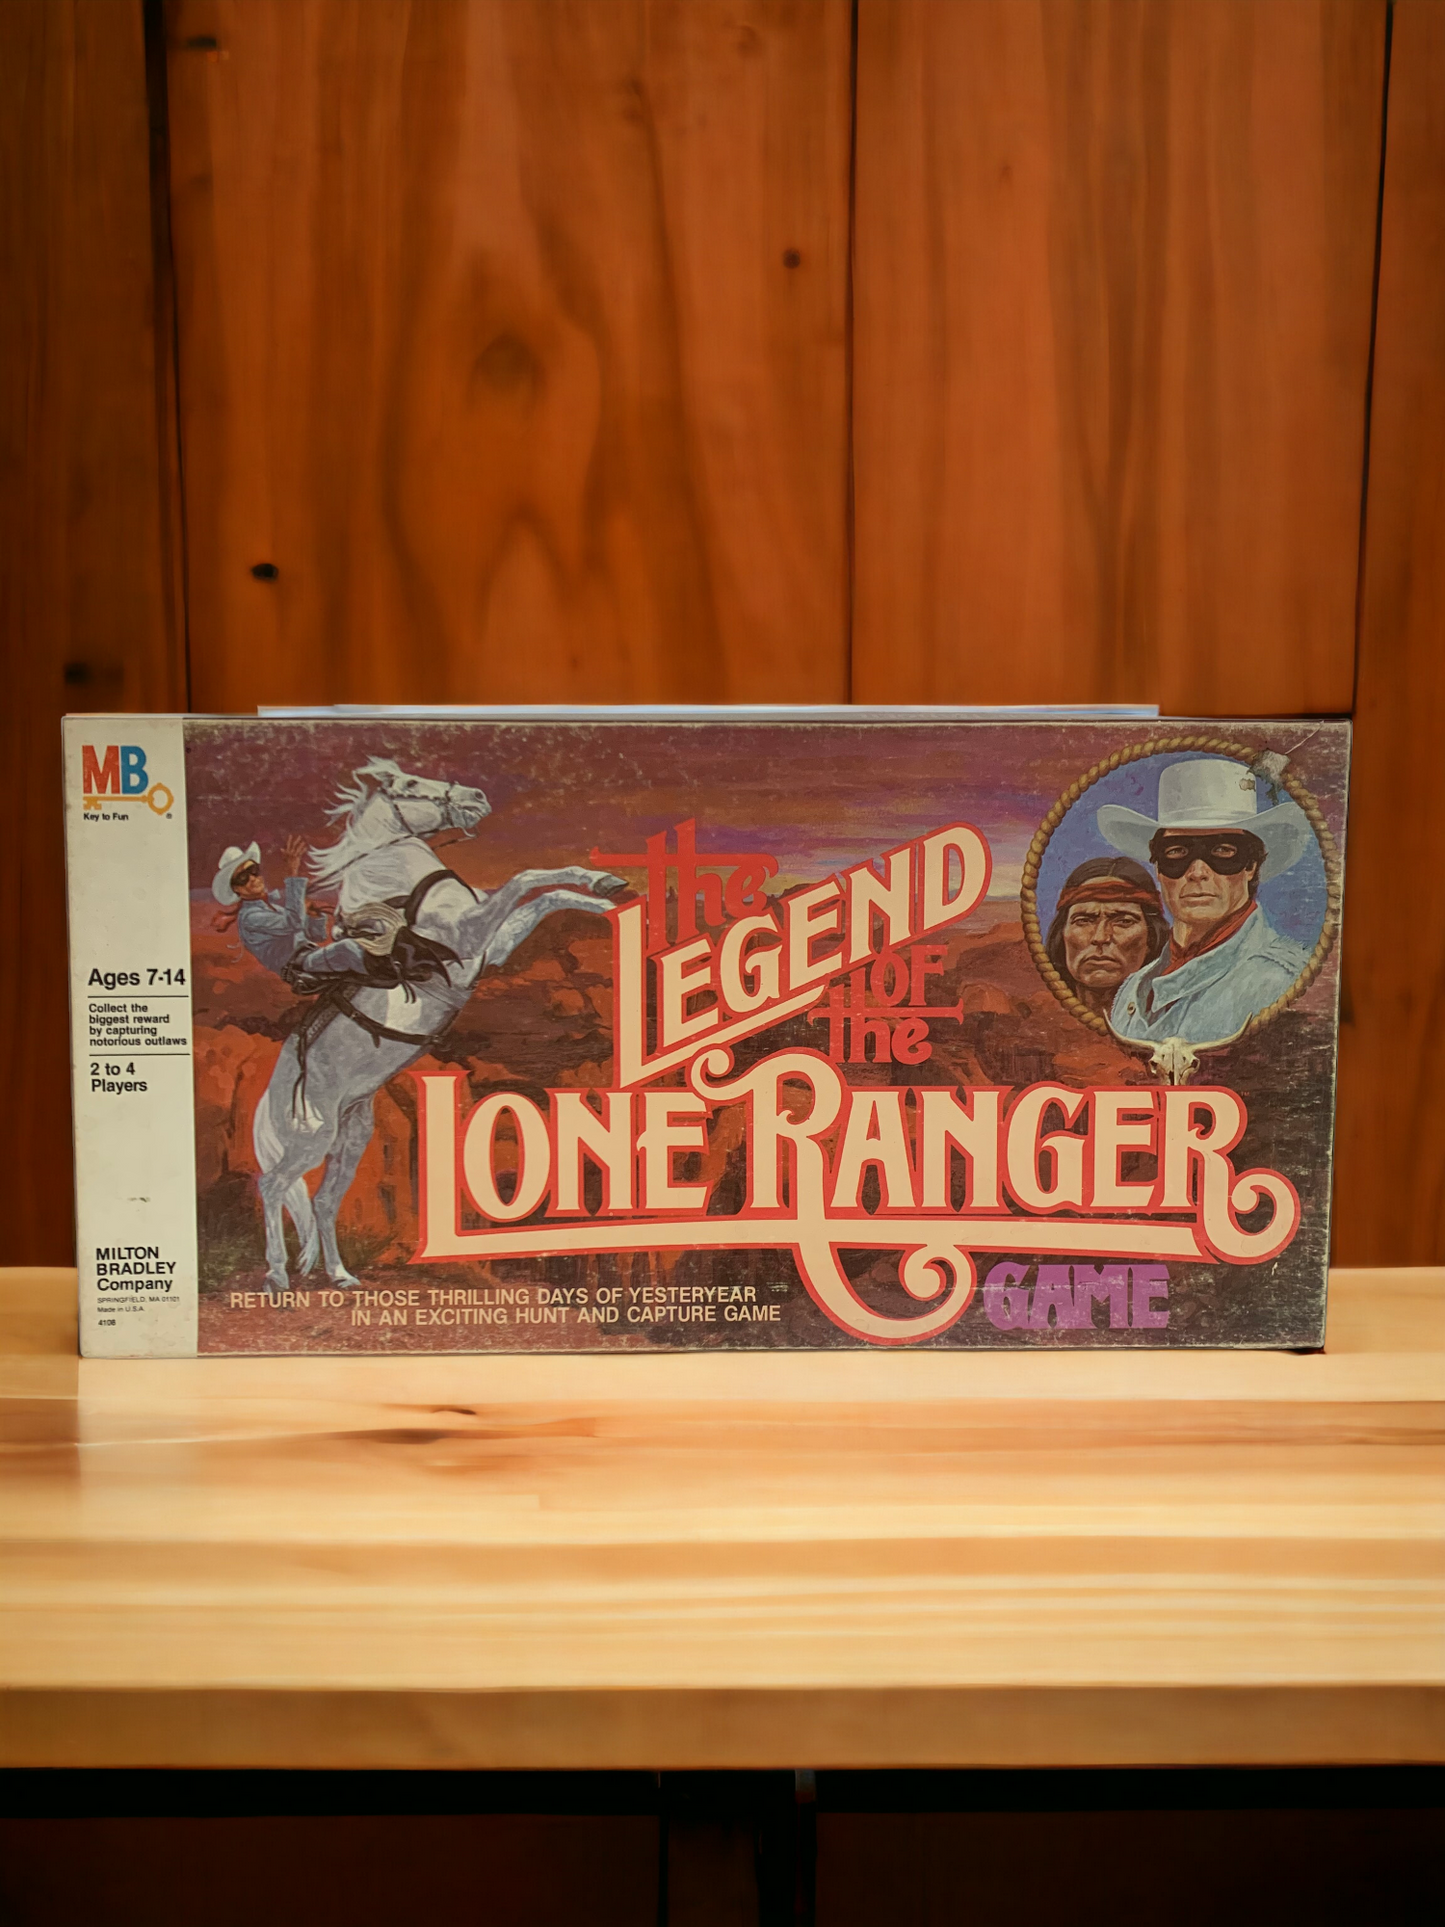 MB
Key to Fun
Ages 7-14
Collect the
biggest reward
by capturing
notorious outlaws
2 to 4
Players
MILTON
BRADLEY
Company
SPRINGFIELD, MA 01101
Made in U.S.A.
4108
the
LEGEND
OF
the
LONE RANGER
GAME
RETURN TO THOSE THRILLING DAYS OF YESTERYEAR
IN AN EXCITING HUNT AND CAPTURE GAME